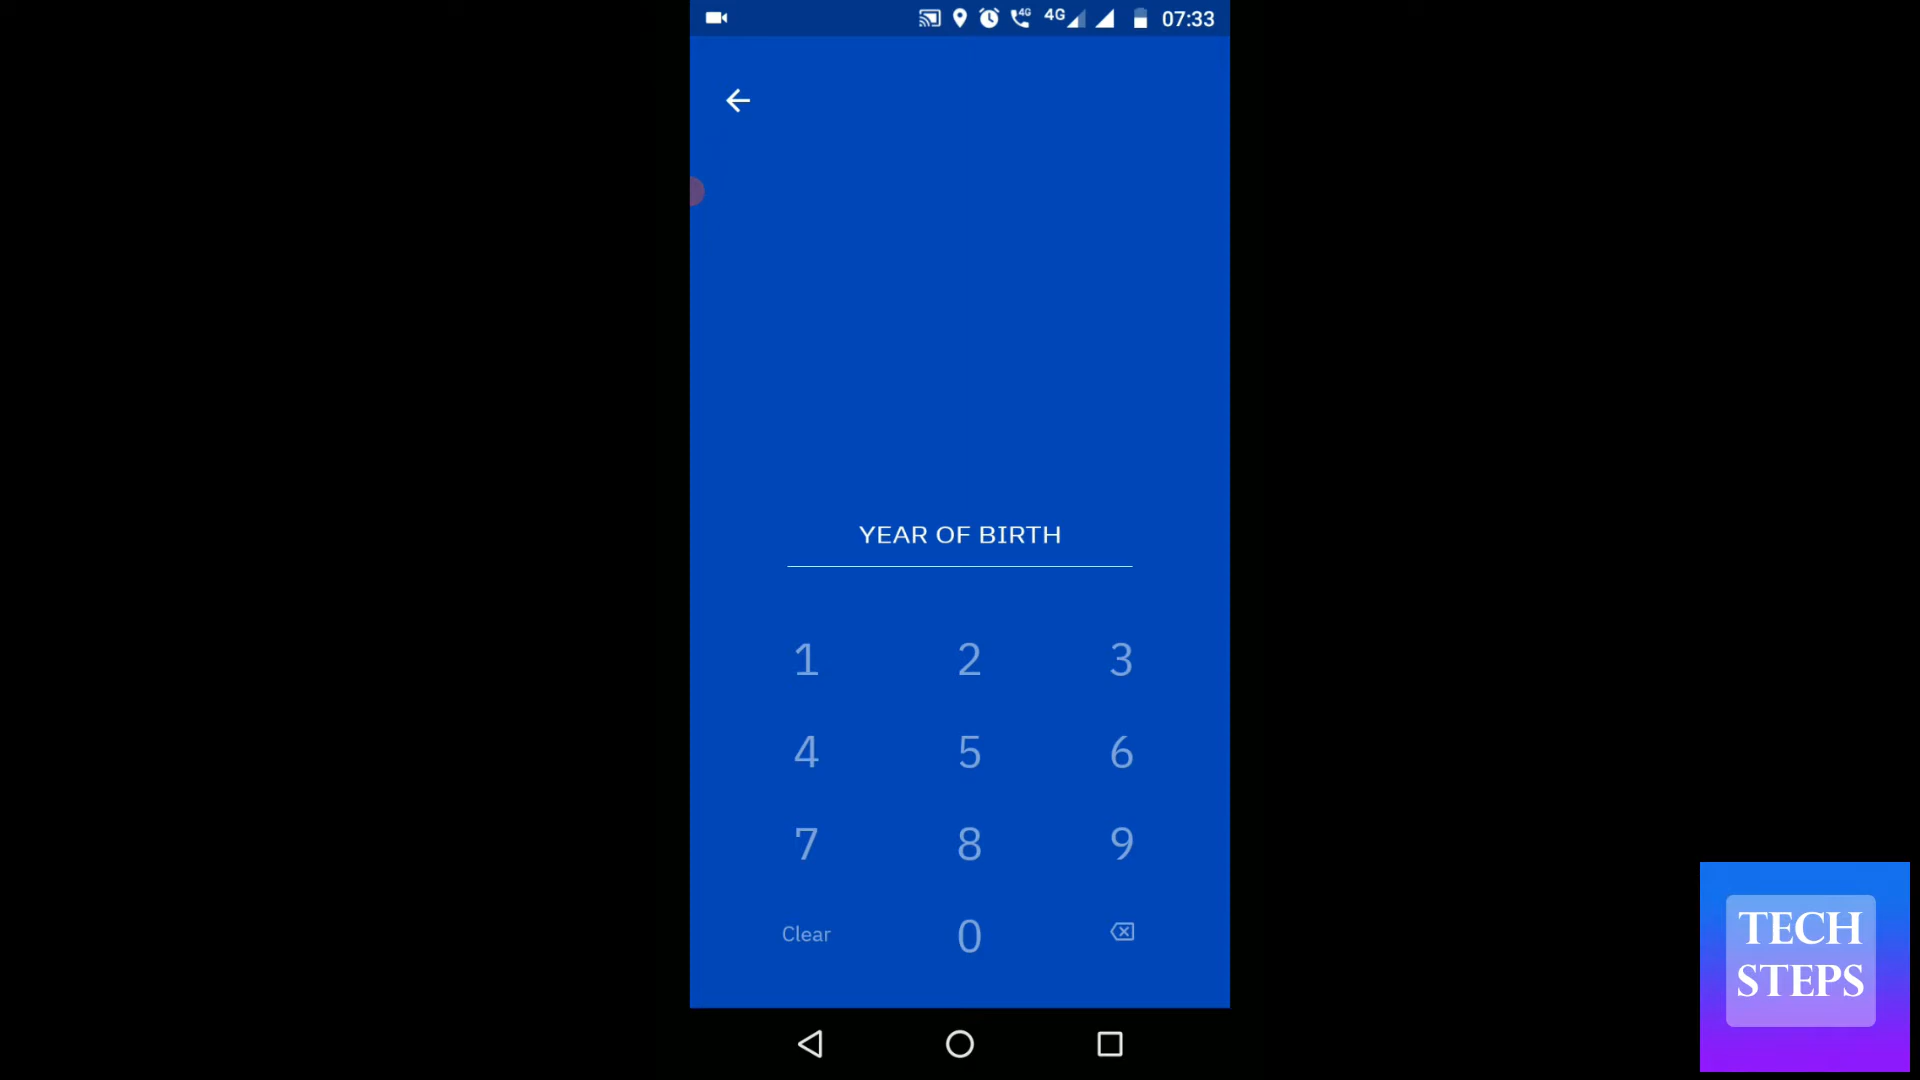 4G 4G 07:33
YEAR OF BIRTH
1 2 3
4 5 6
7 8 9
Clear 0
TECH
STEPS